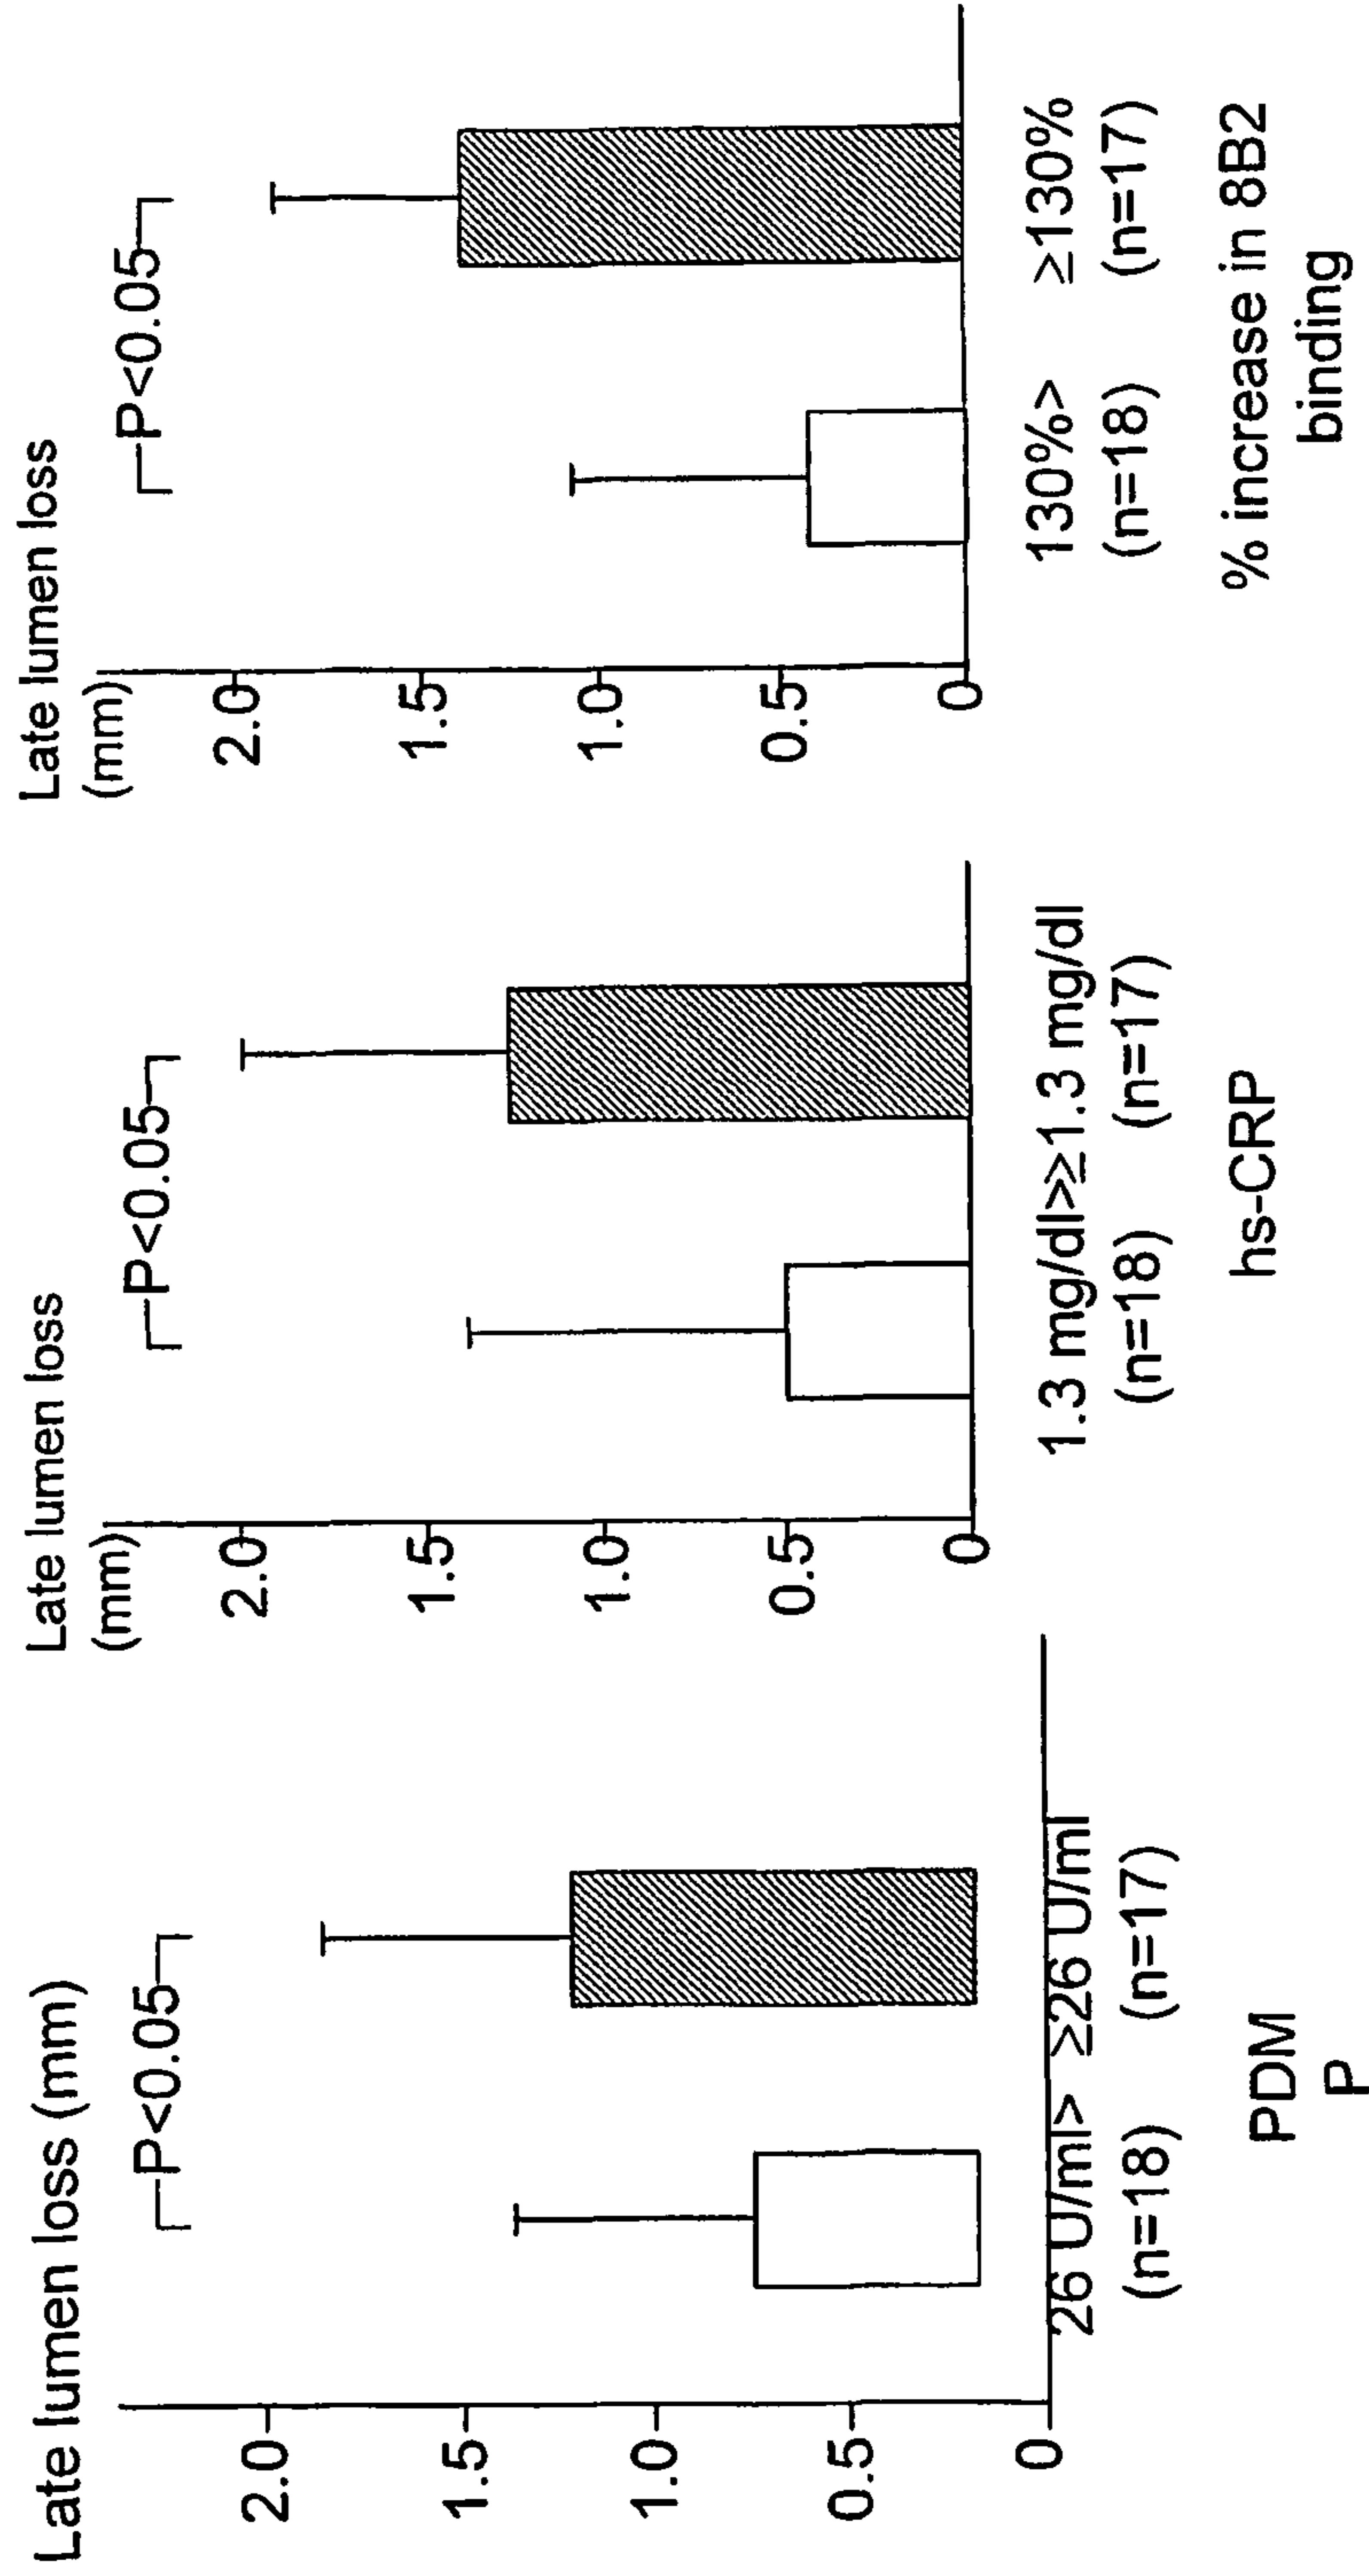 Late lumen loss (mm)
P<0.05
2.0
1.5
1.0
0.5
0
26 U/ml> ≥26 U/ml
(n=18) (n=17)
PDM
P
Late lumen loss
(mm)
P<0.05
2.0
1.5
1.0
0.5
0
1.3 mg/dl>≥1.3 mg/dl
(n=18) (n=17)
hs-CRP
Late lumen loss
(mm)
P<0.05
2.0
1.5
1.0
0.5
0
130%> ≥130%
(n=18) (n=17)
% increase in 8B2
binding